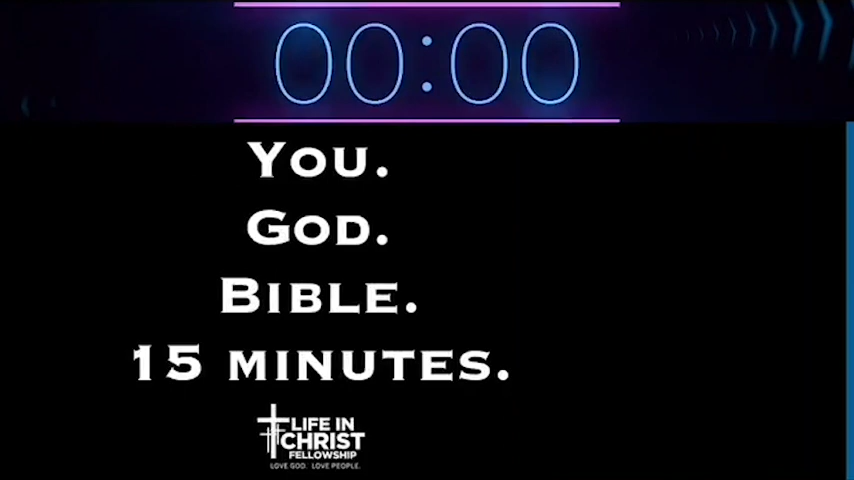 00:00
You.
God.
Bible.
15 minutes.
LIFE IN
CHRIST
FELLOWSHIP
LOVE GOD. LOVE PEOPLE.